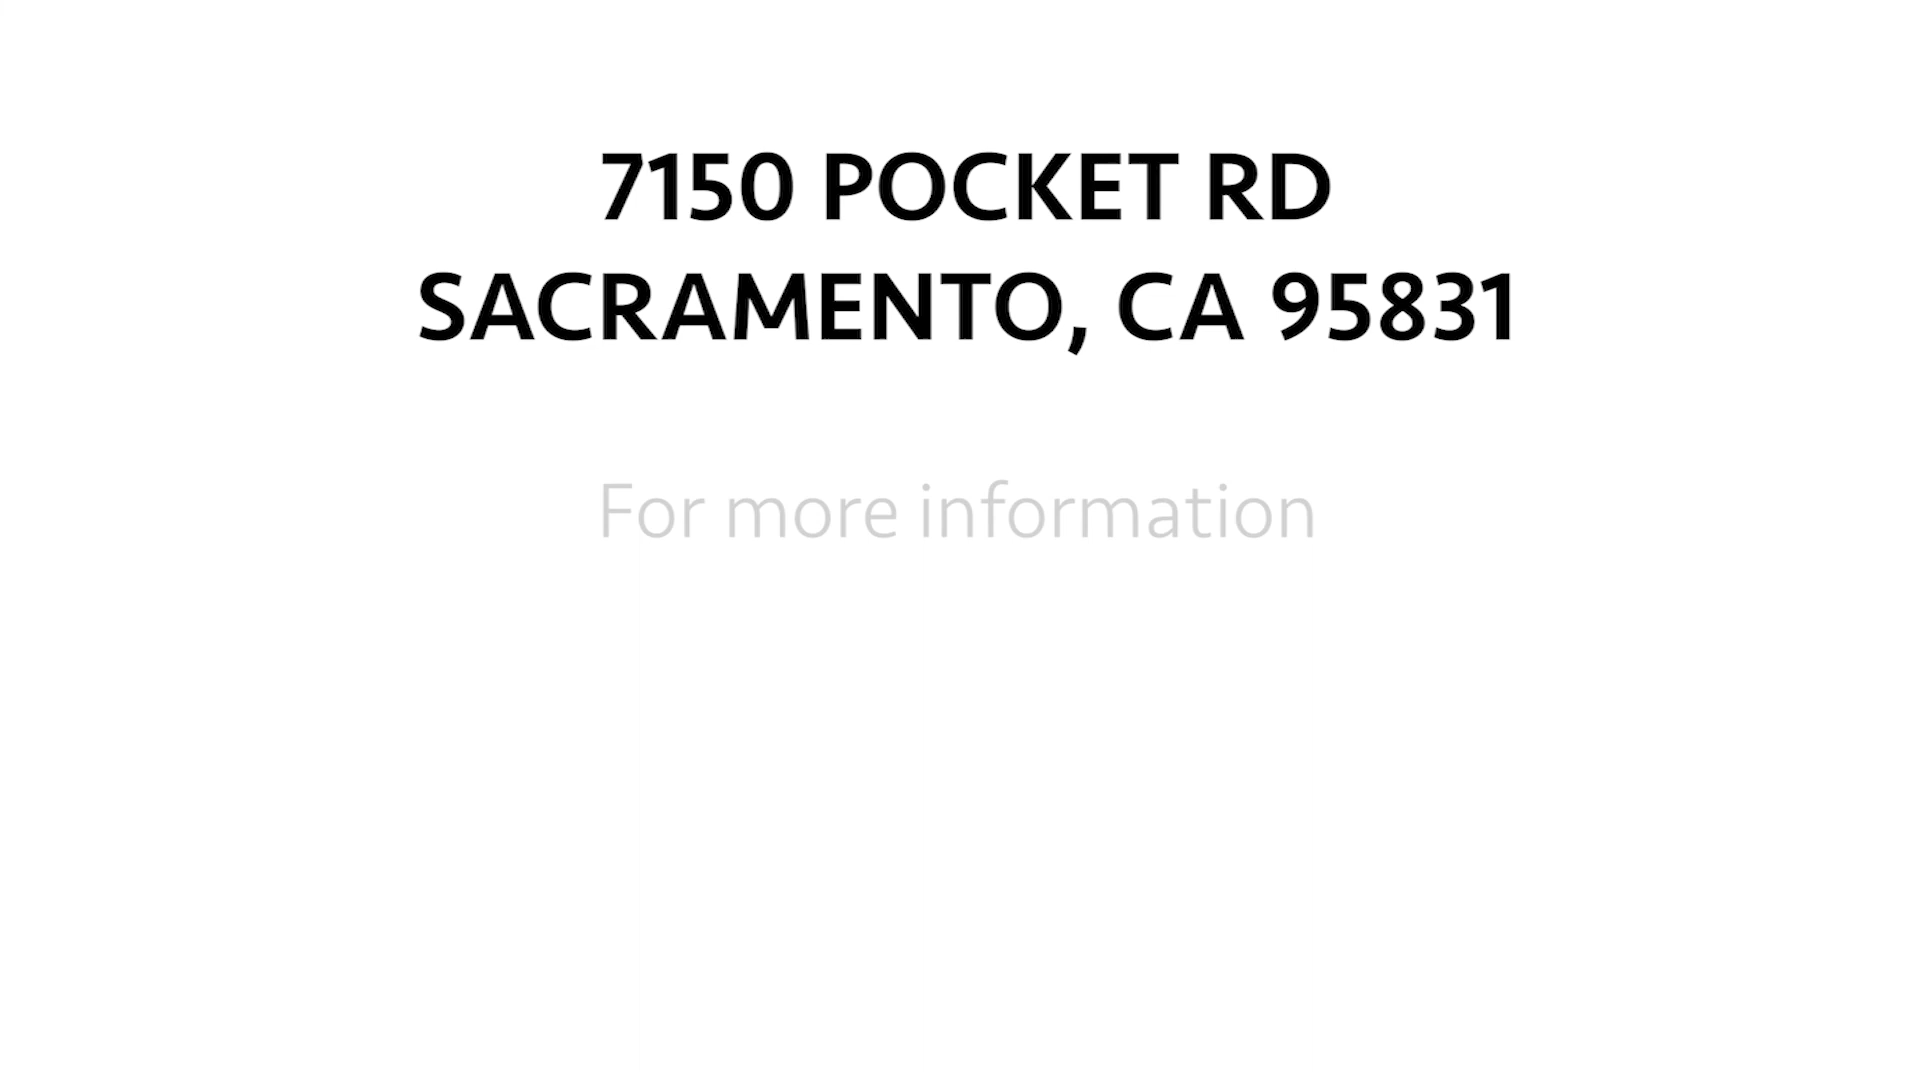 7150 POCKET RD
SACRAMENTO, CA 95831
For more information